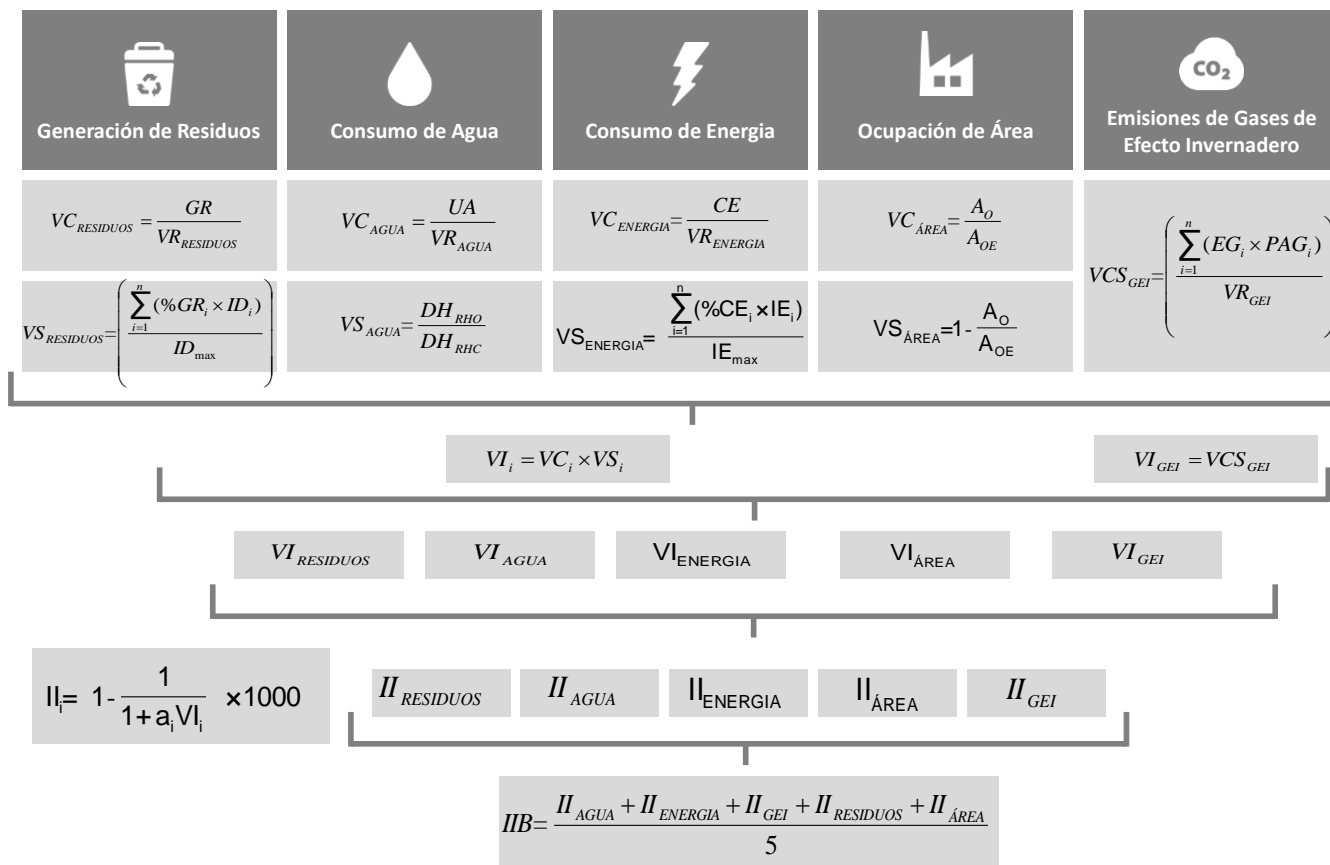 CO₂
Generación de Residuos
Consumo de Agua
Consumo de Energia
Ocupación de Área
Emisiones de Gases de
Efecto Invernadero
VC_RESIDUOS = GR / VR_RESIDUOS
VC_AGUA = UA / VR_AGUA
VC_ENERGIA = CE / VR_ENERGIA
VC_ÁREA = A_O / A_OE
VCS_GEI = ( ∑_{i=1}^{n} (EG_i × PAG_i) / VR_GEI )
VS_RESIDUOS = ( ∑_{i=1}^{n} (%GR_i × ID_i) / ID_max )
VS_AGUA = DH_RHO / DH_RHC
VS_ENERGIA = ∑_{i=1}^{n} (%CE_i × IE_i) / IE_max
VS_ÁREA = 1 - A_O / A_OE
VI_i = VC_i × VS_i
VI_GEI = VCS_GEI
VI_RESIDUOS
VI_AGUA
VI_ENERGIA
VI_ÁREA
VI_GEI
II_i = 1 - 1 / (1 + a_i VI_i) × 1000
II_RESIDUOS
II_AGUA
II_ENERGIA
II_ÁREA
II_GEI
IIB = (II_AGUA + II_ENERGIA + II_GEI + II_RESIDUOS + II_ÁREA) / 5